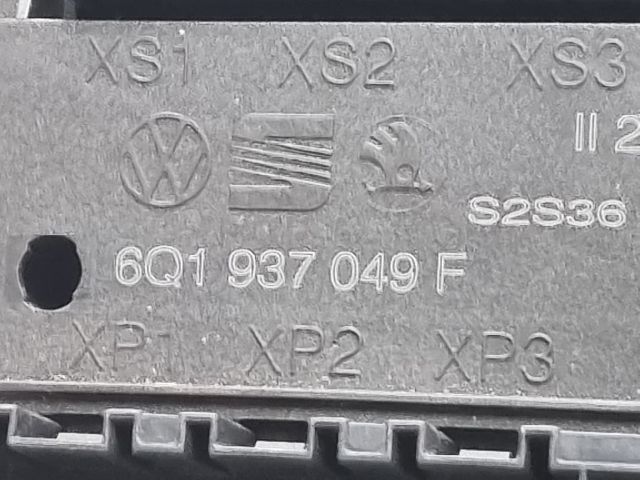 XS1 XS2 XS3
II 2
S2S36
6Q1 937 049 F
XP1 XP2 XP3